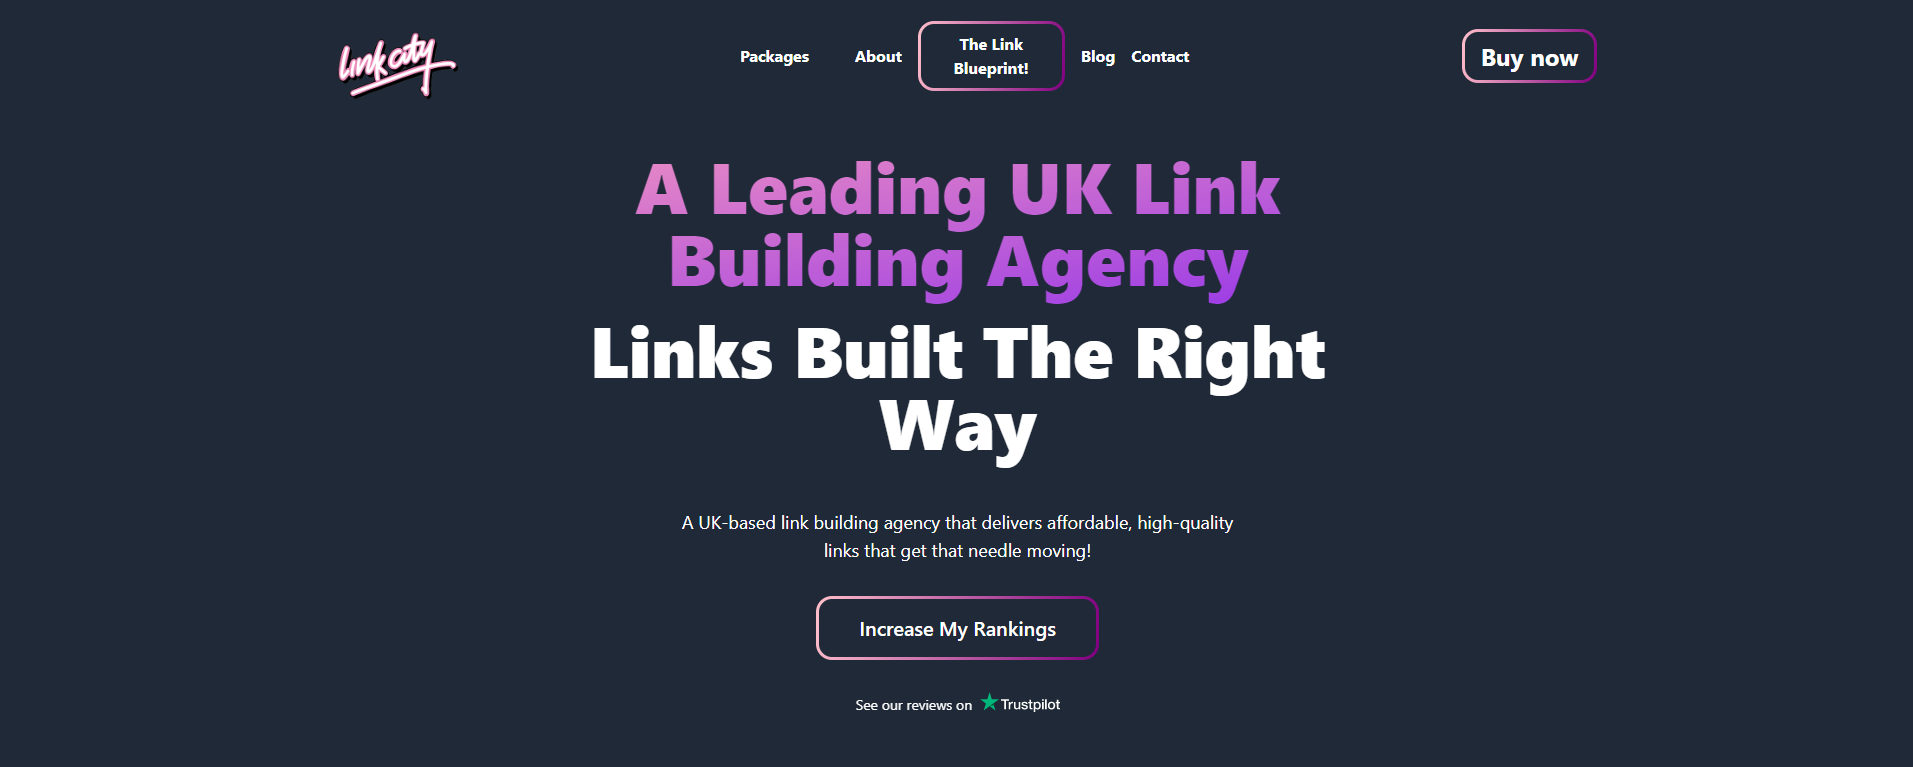 link city
Packages
About
The Link
Blueprint!
Blog
Contact
Buy now
A Leading UK Link
Building Agency
Links Built The Right
Way
A UK-based link building agency that delivers affordable, high-quality
links that get that needle moving!
Increase My Rankings
See our reviews on Trustpilot